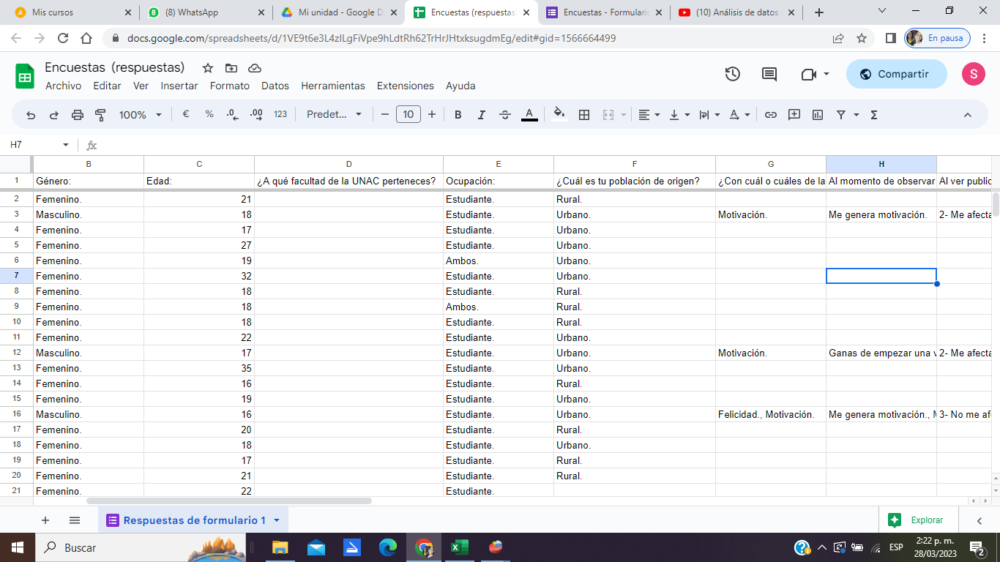 Mis cursos
(8) WhatsApp
Mi unidad - Google D
Encuestas (respuestas
Encuestas - Formulario
(10) Análisis de datos
docs.google.com/spreadsheets/d/1VE9t6e3L4zILgFiVpe9hLdtRh62TrHrJHtxksugdmEg/edit#gid=1566664499
En pausa
Encuestas (respuestas)
Archivo Editar Ver Insertar Formato Datos Herramientas Extensiones Ayuda
Compartir
S
100% € % .0 .00 123 Predet... 10 B I A
H7 fx
B C D E F G H
1 Género: Edad: ¿A qué facultad de la UNAC perteneces? Ocupación: ¿Cuál es tu población de origen? ¿Con cuál o cuáles de la Al momento de observar Al ver public
2 Femenino. 21 Estudiante. Rural.
3 Masculino. 18 Estudiante. Urbano. Motivación. Me genera motivación. 2- Me afecta
4 Femenino. 17 Estudiante. Urbano.
5 Femenino. 27 Estudiante. Urbano.
6 Femenino. 19 Ambos. Urbano.
7 Femenino. 32 Estudiante. Urbano.
8 Femenino. 18 Estudiante. Rural.
9 Femenino. 18 Ambos. Rural.
10 Femenino. 18 Estudiante. Rural.
11 Femenino. 22 Estudiante. Urbano.
12 Masculino. 17 Estudiante. Urbano. Motivación. Ganas de empezar una v 2- Me afecta
13 Femenino. 35 Estudiante. Urbano.
14 Femenino. 16 Estudiante. Rural.
15 Femenino. 19 Estudiante. Urbano.
16 Masculino. 16 Estudiante. Urbano. Felicidad., Motivación. Me genera motivación., M 3- No me af
17 Femenino. 20 Estudiante. Rural.
18 Femenino. 18 Estudiante. Urbano.
19 Femenino. 17 Estudiante. Rural.
20 Femenino. 21 Estudiante. Rural.
21 Femenino. 22 Estudiante.
Respuestas de formulario 1
Explorar
Buscar
ESP
2:22 p. m.
28/03/2023
2